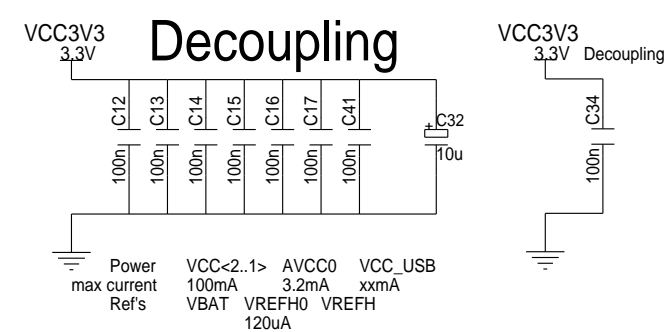 VCC3V3
3.3V
Decoupling
C12
C13
C14
C15
C16
C17
C41
100n
100n
100n
100n
100n
100n
100n
+
C32
10u
VCC3V3
3.3V
Decoupling
C34
100n
Power VCC<2..1> AVCC0 VCC_USB
max current 100mA 3.2mA xxmA
Ref's VBAT VREFH0 VREFH
120uA